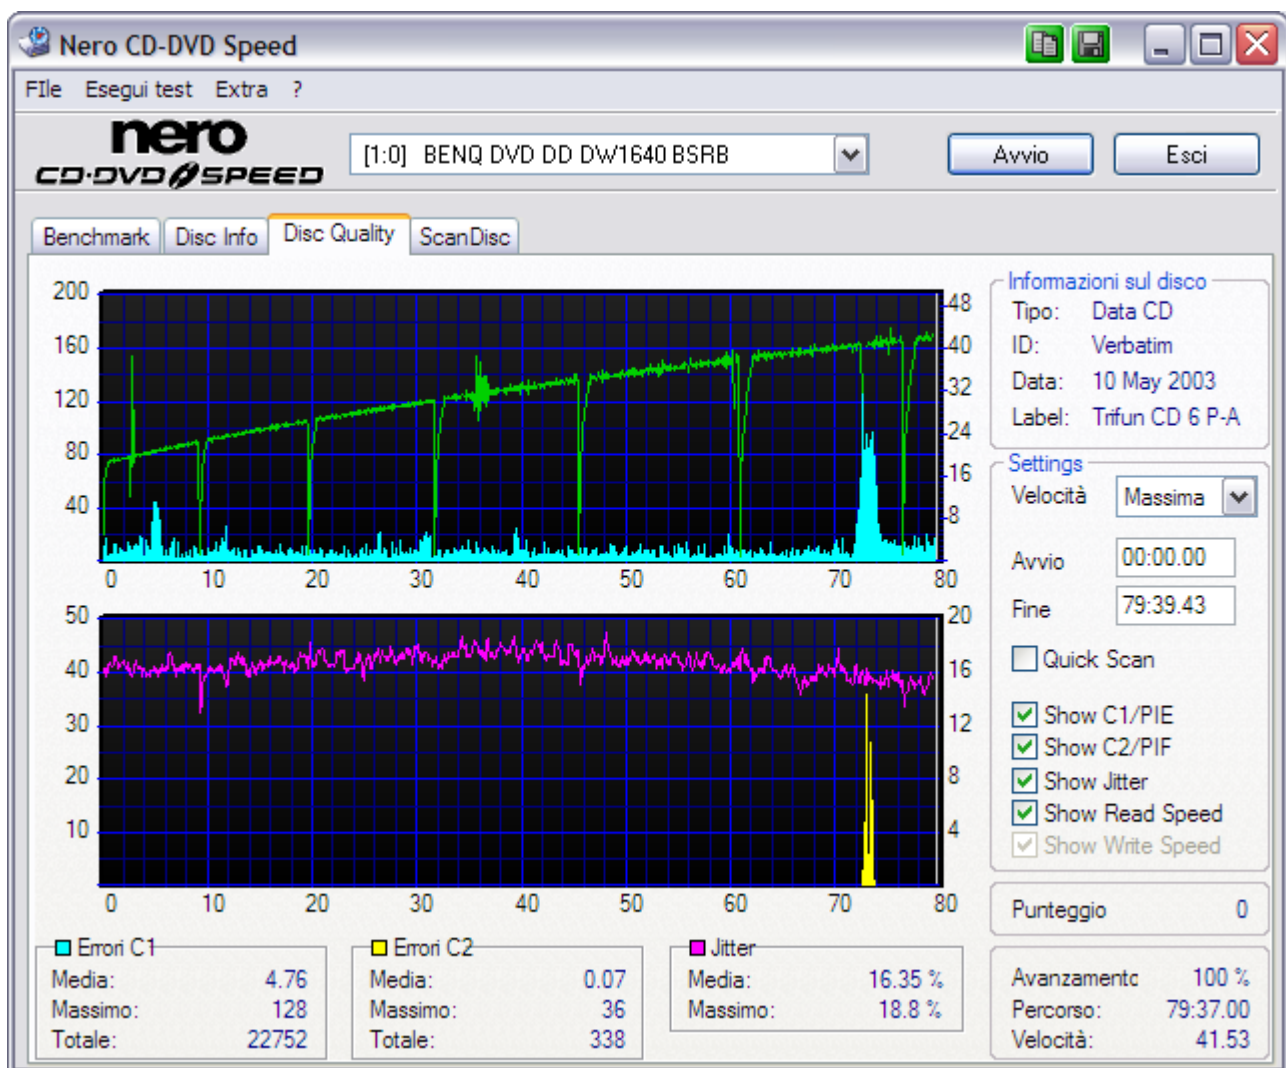 Nero CD-DVD Speed
FIle Esegui test Extra ?
nero
CD·DVD SPEED
[1:0] BENQ DVD DD DW1640 BSRB
Avvio
Esci
Benchmark
Disc Info
Disc Quality
ScanDisc
200
160
120
80
40
48
40
32
24
16
8
0 10 20 30 40 50 60 70 80
50
40
30
20
10
20
16
12
8
4
0 10 20 30 40 50 60 70 80
Informazioni sul disco
Tipo: Data CD
ID: Verbatim
Data: 10 May 2003
Label: Trifun CD 6 P-A
Settings
Velocità Massima
Avvio 00:00.00
Fine 79:39.43
Quick Scan
Show C1/PIE
Show C2/PIF
Show Jitter
Show Read Speed
Show Write Speed
Punteggio 0
Errori C1
Media: 4.76
Massimo: 128
Totale: 22752
Errori C2
Media: 0.07
Massimo: 36
Totale: 338
Jitter
Media: 16.35 %
Massimo: 18.8 %
Avanzamento 100 %
Percorso: 79:37.00
Velocità: 41.53